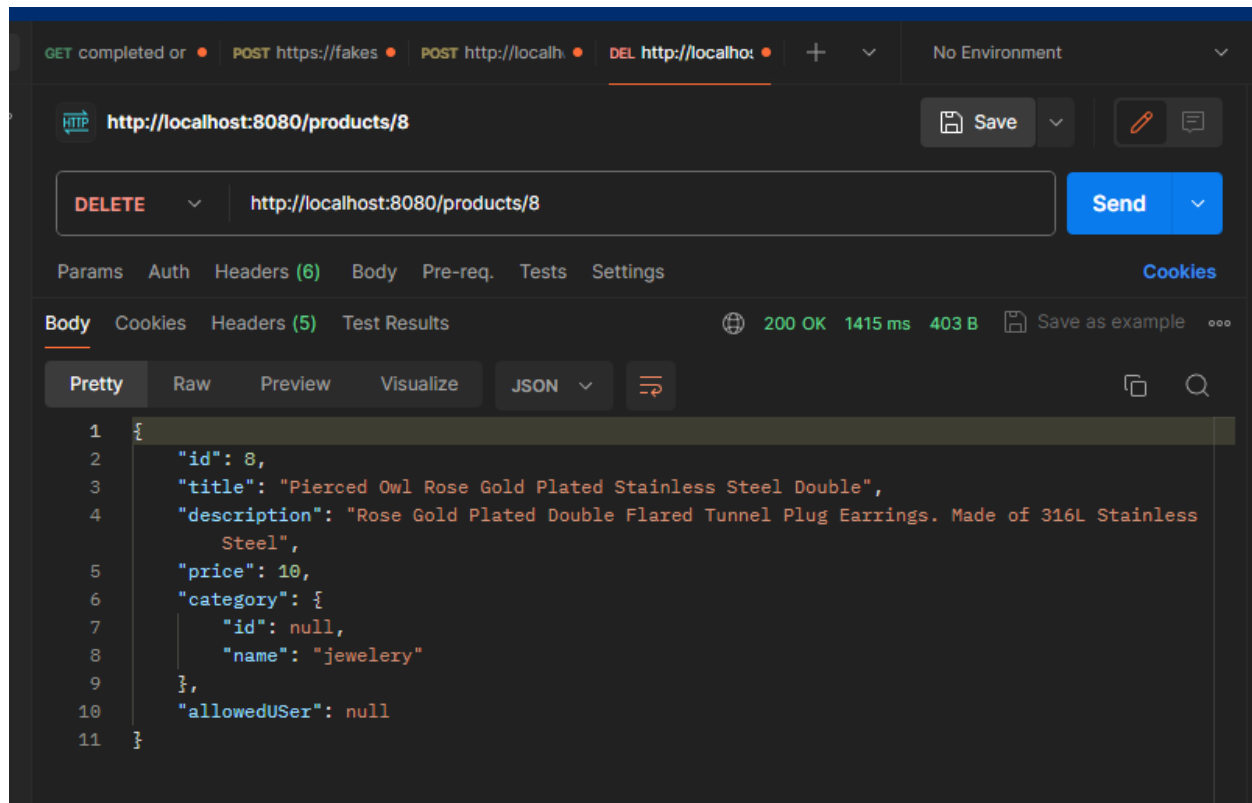 GET completed or POST https://fakes POST http://localh DEL http://localhos No Environment
HTTP http://localhost:8080/products/8 Save
DELETE http://localhost:8080/products/8 Send
Params Auth Headers (6) Body Pre-req. Tests Settings Cookies
Body Cookies Headers (5) Test Results 200 OK 1415 ms 403 B Save as example
Pretty Raw Preview Visualize JSON
1 {
2 "id": 8,
3 "title": "Pierced Owl Rose Gold Plated Stainless Steel Double",
4 "description": "Rose Gold Plated Double Flared Tunnel Plug Earrings. Made of 316L Stainless
Steel",
5 "price": 10,
6 "category": {
7 "id": null,
8 "name": "jewelery"
9 },
10 "allowedUSer": null
11 }